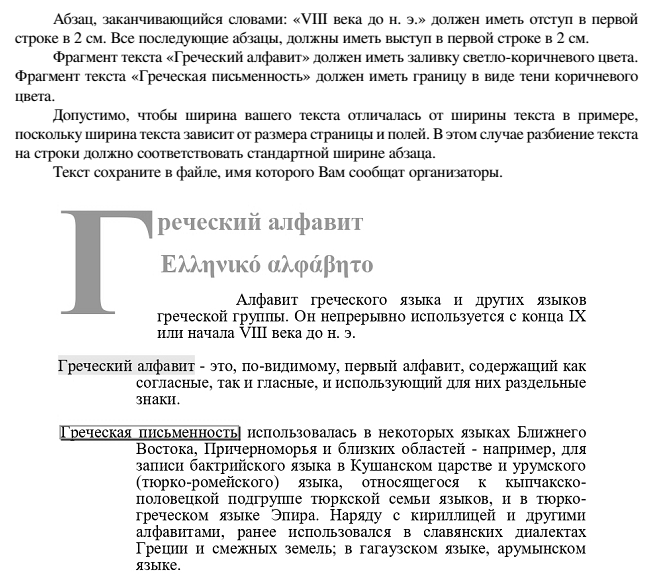 Абзац, заканчивающийся словами: «VIII века до н. э.» должен иметь отступ в первой
строке в 2 см. Все последующие абзацы, должны иметь выступ в первой строке в 2 см.
Фрагмент текста «Греческий алфавит» должен иметь заливку светло-коричневого цвета.
Фрагмент текста «Греческая письменность» должен иметь границу в виде тени коричневого
цвета.
Допустимо, чтобы ширина вашего текста отличалась от ширины текста в примере,
поскольку ширина текста зависит от размера страницы и полей. В этом случае разбиение текста
на строки должно соответствовать стандартной ширине абзаца.
Текст сохраните в файле, имя которого Вам сообщат организаторы.
Греческий алфавит
Ελληνικό αλφάβητο
Алфавит греческого языка и других языков
греческой группы. Он непрерывно используется с конца IX
или начала VIII века до н. э.
Греческий алфавит - это, по-видимому, первый алфавит, содержащий как
согласные, так и гласные, и использующий для них раздельные
знаки.
Греческая письменность использовалась в некоторых языках Ближнего
Востока, Причерноморья и близких областей - например, для
записи бактрийского языка в Кушанском царстве и урумского
(тюрко-ромейского) языка, относящегося к кыпчакско-
половецкой подгруппе тюркской семьи языков, и в тюрко-
греческом языке Эпира. Наряду с кириллицей и другими
алфавитами, ранее использовался в славянских диалектах
Греции и смежных земель; в гагаузском языке, арумынском
языке.